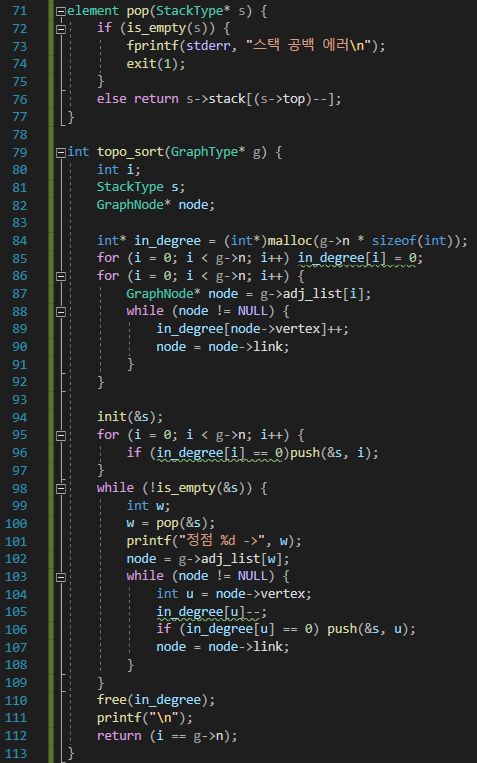 71 element pop(StackType* s) {
72 if (is_empty(s)) {
73 fprintf(stderr, "스택 공백 에러\n");
74 exit(1);
75 }
76 else return s->stack[(s->top)--];
77 }
78
79 int topo_sort(GraphType* g) {
80 int i;
81 StackType s;
82 GraphNode* node;
83
84 int* in_degree = (int*)malloc(g->n * sizeof(int));
85 for (i = 0; i < g->n; i++) in_degree[i] = 0;
86 for (i = 0; i < g->n; i++) {
87 GraphNode* node = g->adj_list[i];
88 while (node != NULL) {
89 in_degree[node->vertex]++;
90 node = node->link;
91 }
92 }
93
94 init(&s);
95 for (i = 0; i < g->n; i++) {
96 if (in_degree[i] == 0)push(&s, i);
97 }
98 while (!is_empty(&s)) {
99 int w;
100 w = pop(&s);
101 printf("정점 %d ->", w);
102 node = g->adj_list[w];
103 while (node != NULL) {
104 int u = node->vertex;
105 in_degree[u]--;
106 if (in_degree[u] == 0) push(&s, u);
107 node = node->link;
108 }
109 }
110 free(in_degree);
111 printf("\n");
112 return (i == g->n);
113 }